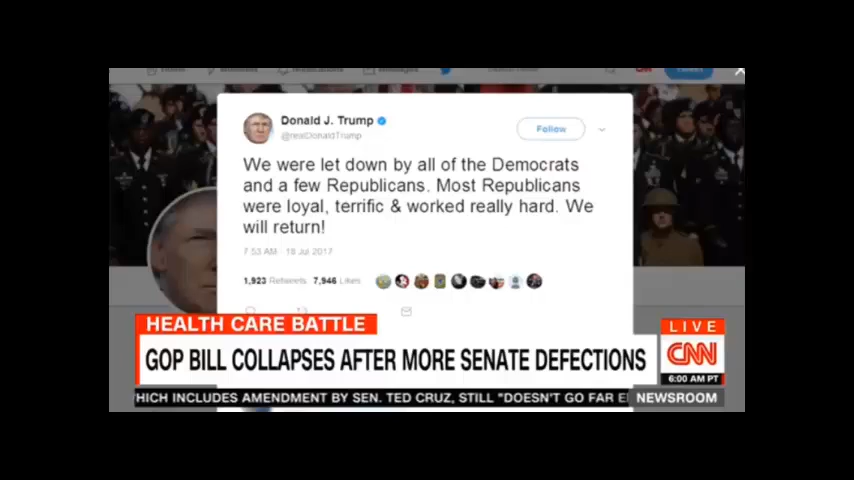 Donald J. Trump
@realDonaldTrump
Follow
We were let down by all of the Democrats
and a few Republicans. Most Republicans
were loyal, terrific & worked really hard. We
will return!
7:53 AM - 18 Jul 2017
1,923 Retweets 7,946 Likes
HEALTH CARE BATTLE
GOP BILL COLLAPSES AFTER MORE SENATE DEFECTIONS
LIVE
CNN
6:00 AM PT
HICH INCLUDES AMENDMENT BY SEN. TED CRUZ, STILL "DOESN'T GO FAR
NEWSROOM